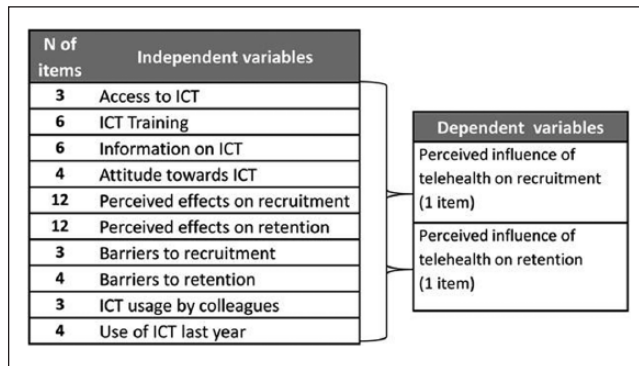 N of items Independent variables
3 Access to ICT
6 ICT Training
6 Information on ICT
4 Attitude towards ICT
12 Perceived effects on recruitment
12 Perceived effects on retention
3 Barriers to recruitment
4 Barriers to retention
3 ICT usage by colleagues
4 Use of ICT last year
Dependent variables
Perceived influence of
telehealth on recruitment
(1 item)
Perceived influence of
telehealth on retention
(1 item)